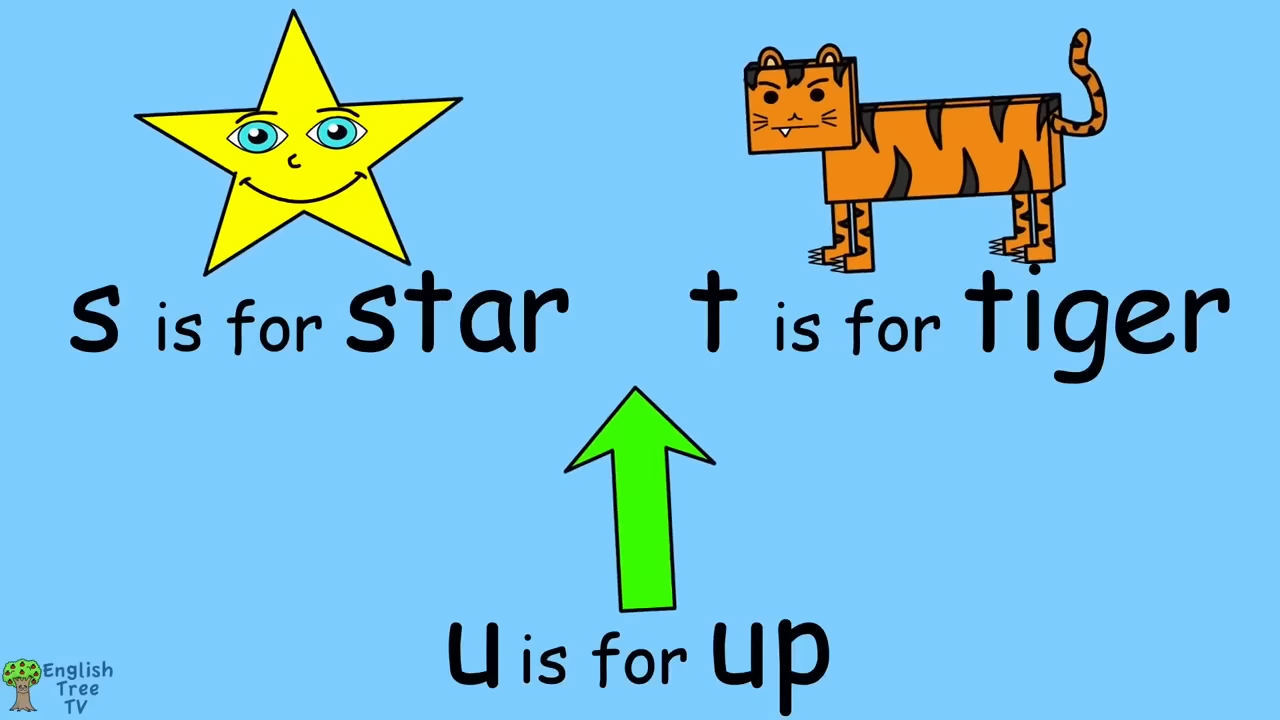 s is for star
t is for tiger
u is for up
English
Tree
TV